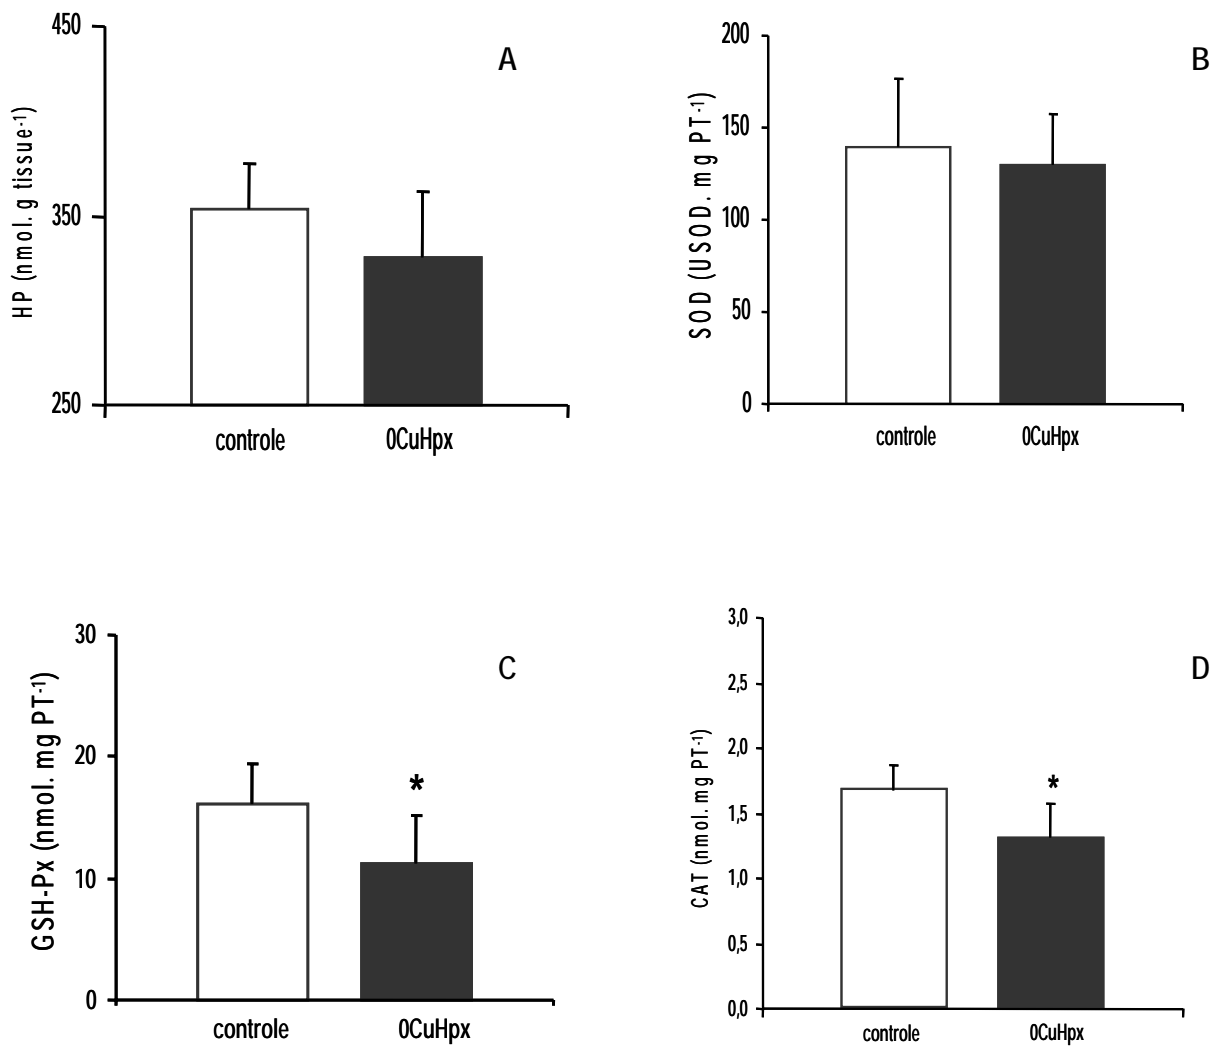 A
HP (nmol. g tissue-1)
450
350
250
controle 0CuHpx
B
SOD (USOD. mg PT-1)
200
150
100
50
0
controle 0CuHpx
C
GSH-Px (nmol. mg PT-1)
30
20
10
0
*
controle 0CuHpx
D
CAT (nmol. mg PT-1)
3,0
2,5
2,0
1,5
1,0
0,5
0,0
*
controle 0CuHpx